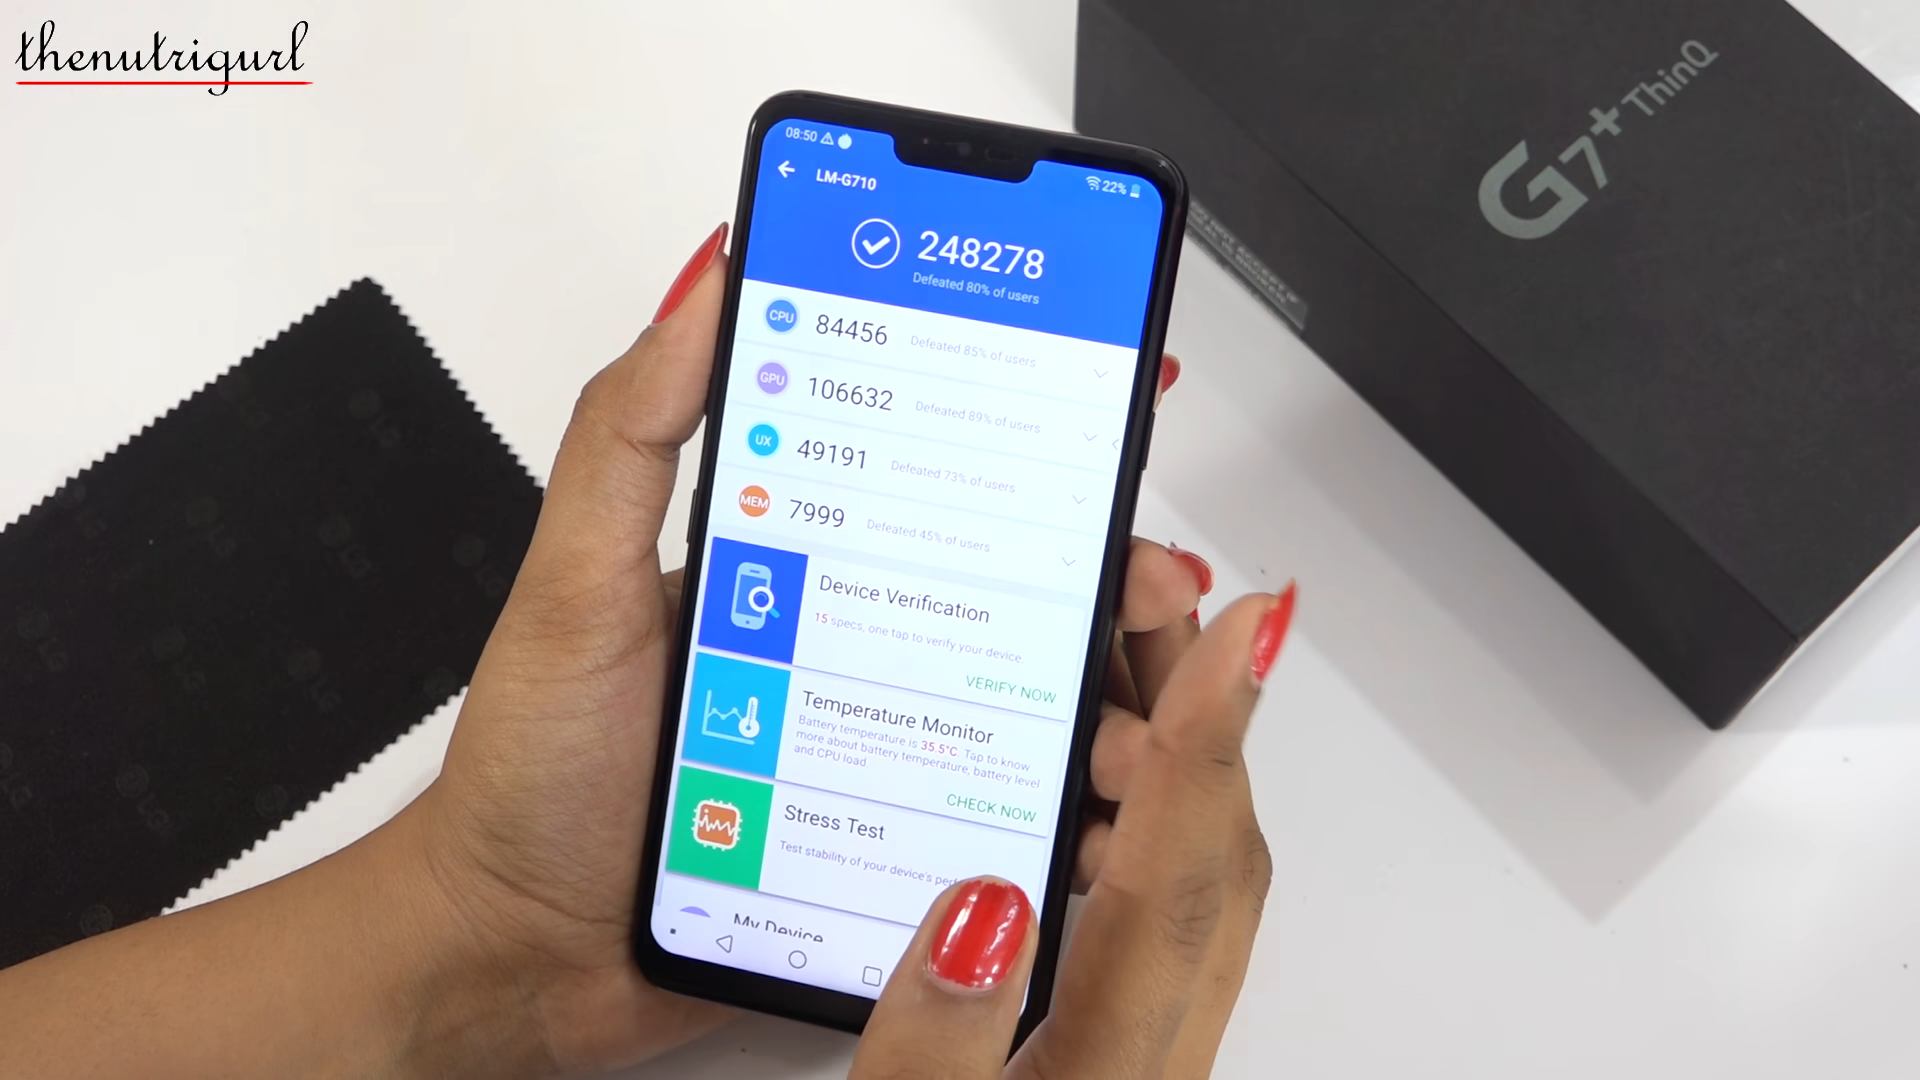 thenutrigurl
G7+ ThinQ
08:50
22%
LM-G710
248278
Defeated 80% of users
CPU 84456 Defeated 85% of users
GPU 106632 Defeated 89% of users
UX 49191 Defeated 73% of users
MEM 7999 Defeated 45% of users
Device Verification
15 specs, one tap to verify your device.
VERIFY NOW
Temperature Monitor
Battery temperature is 35.5°C. Tap to know
more about battery temperature, battery level
and CPU load
CHECK NOW
Stress Test
Test stability of your device's
My Device
LG